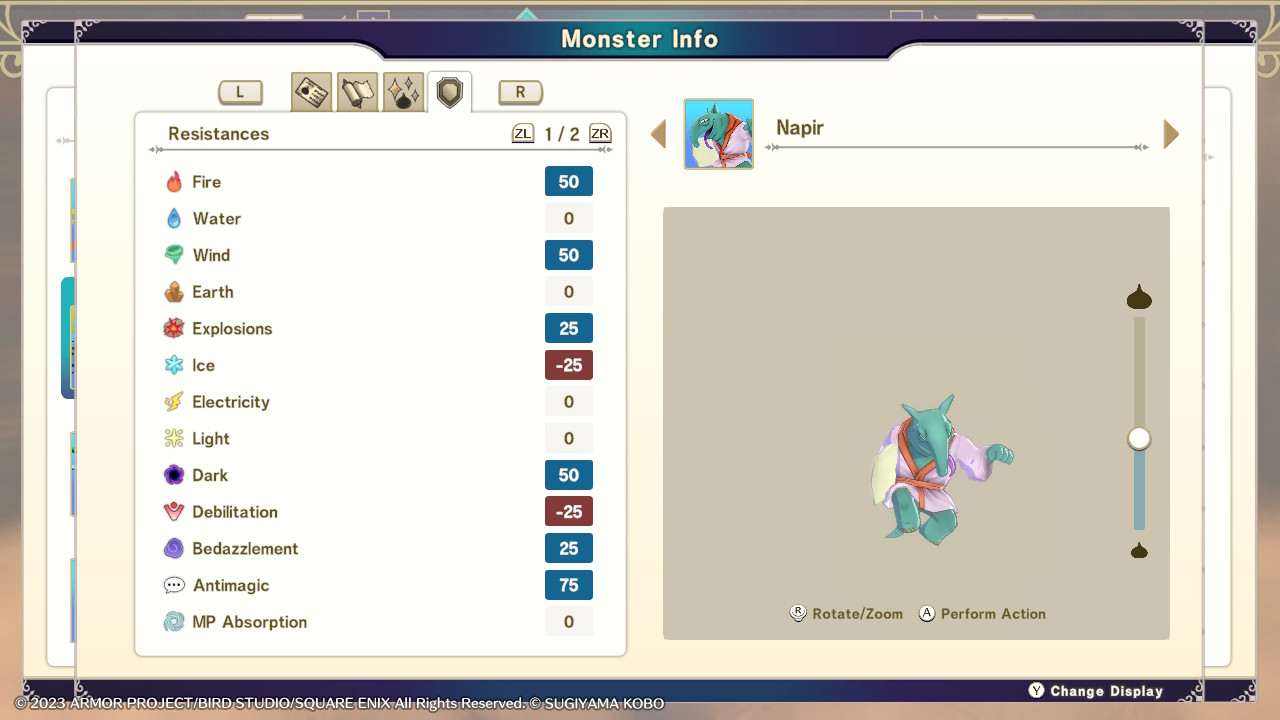 Monster Info
L
R
Resistances
ZL 1 / 2 ZR
Napir
Fire 50
Water 0
Wind 50
Earth 0
Explosions 25
Ice -25
Electricity 0
Light 0
Dark 50
Debilitation -25
Bedazzlement 25
Antimagic 75
MP Absorption 0
R Rotate/Zoom A Perform Action
Y Change Display
© 2023 ARMOR PROJECT/BIRD STUDIO/SQUARE ENIX All Rights Reserved. © SUGIYAMA KOBO